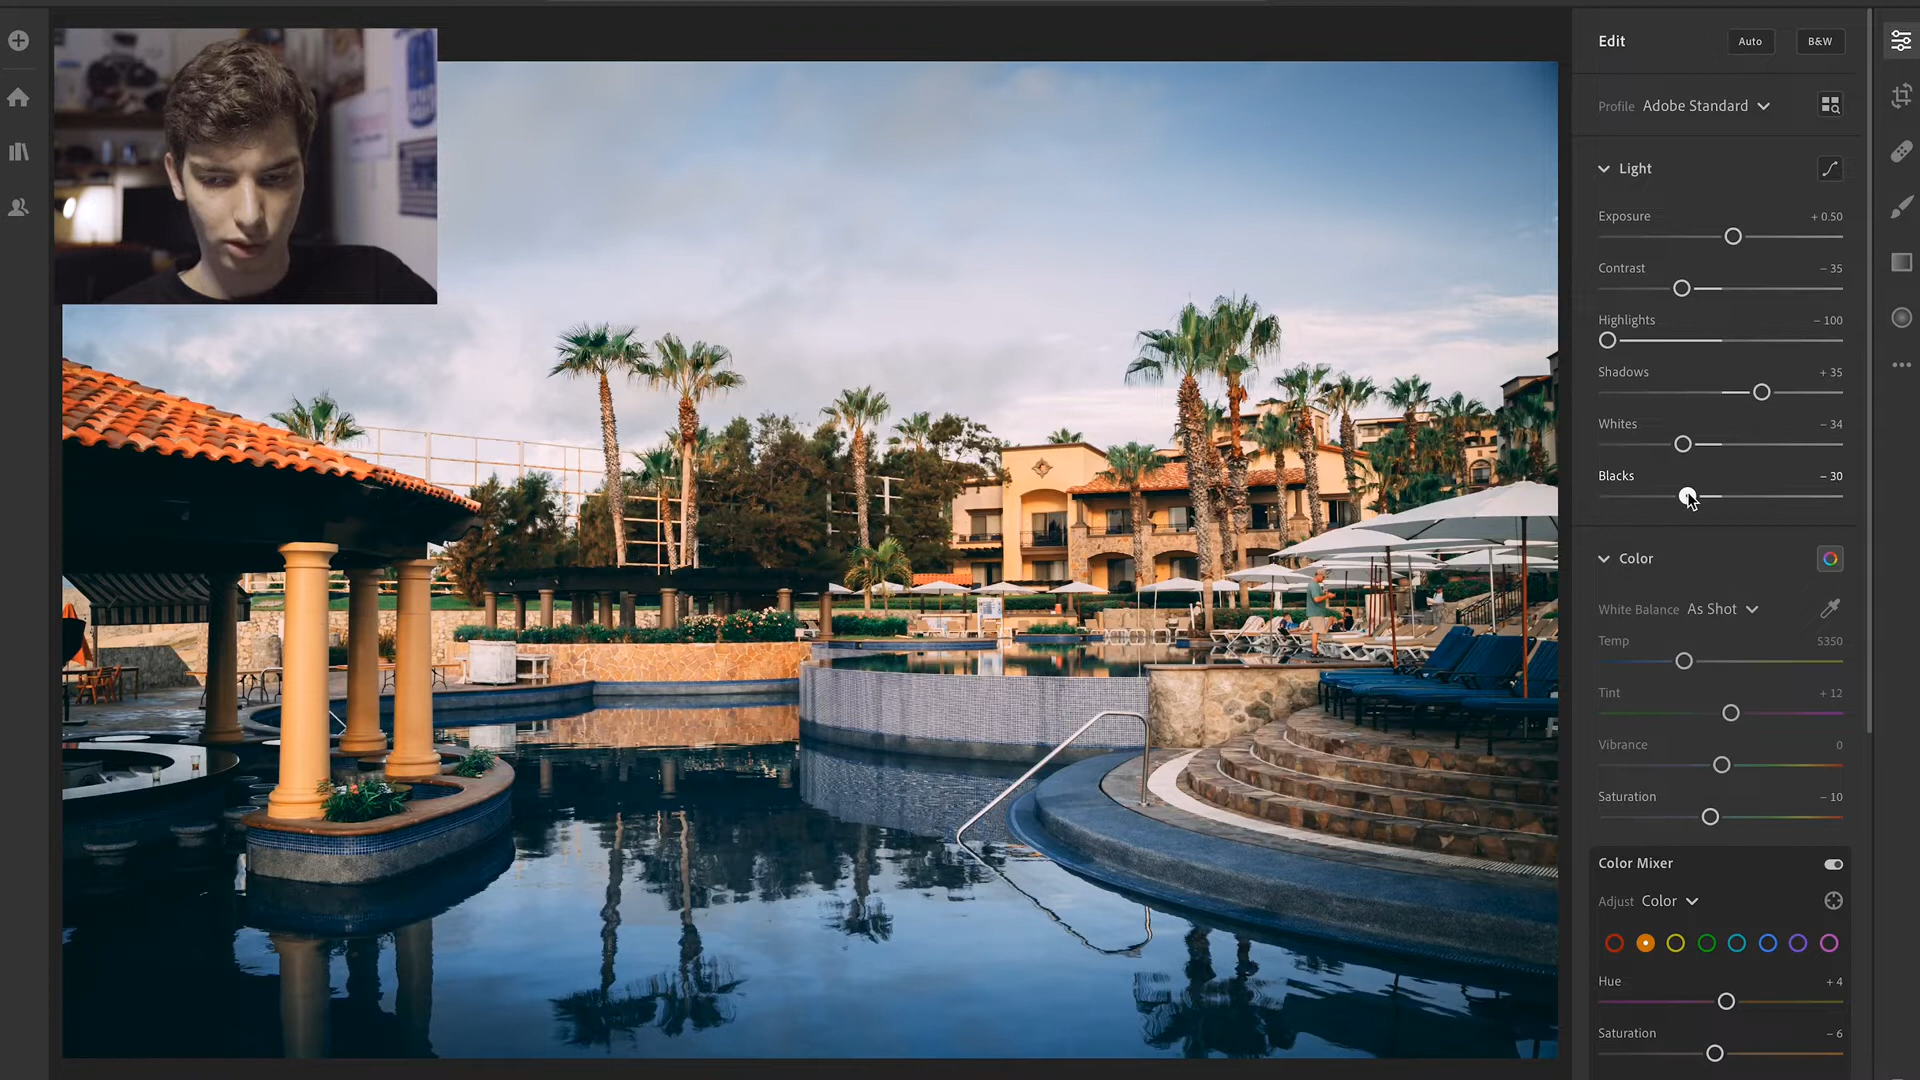 Edit
Auto
B&W
Profile Adobe Standard
Light
Exposure + 0.50
Contrast – 35
Highlights – 100
Shadows + 35
Whites – 34
Blacks – 30
Color
White Balance As Shot
Temp 5350
Tint + 12
Vibrance 0
Saturation – 10
Color Mixer
Adjust Color
Hue + 4
Saturation – 6